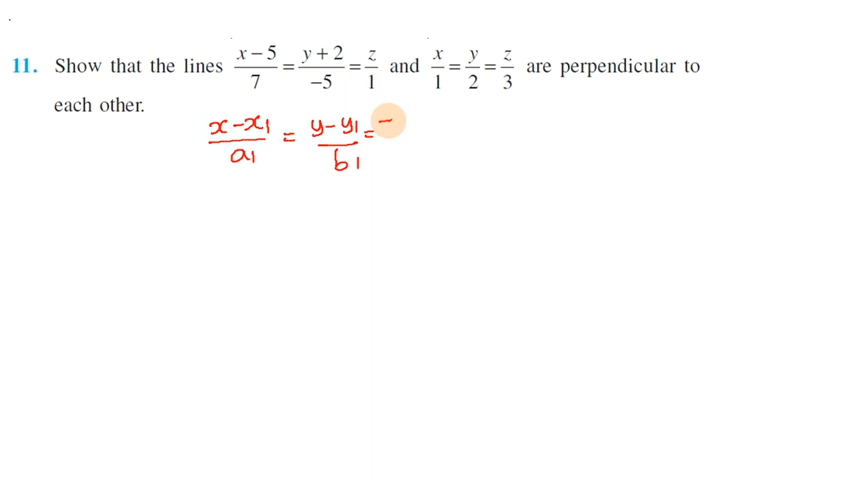 11. Show that the lines (x − 5)/7 = (y + 2)/−5 = z/1 and x/1 = y/2 = z/3 are perpendicular to
each other.
(x − x₁)/a₁ = (y − y₁)/b₁ =